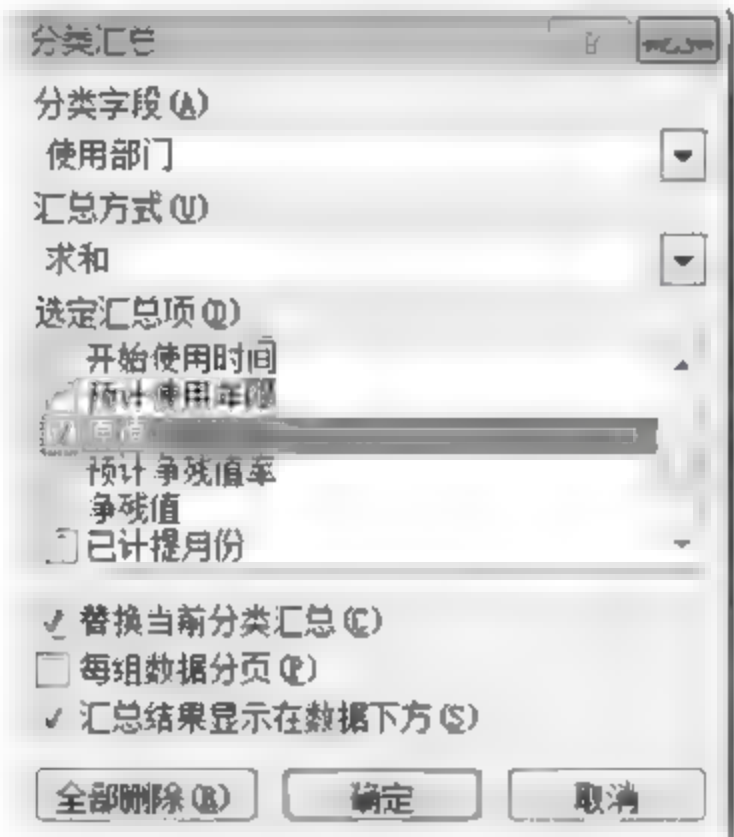 分类汇总
分类字段(A)
使用部门
汇总方式(U)
求和
选定汇总项(D)
开始使用时间
预计使用年限
原值
预计净残值率
净残值
已计提月份
替换当前分类汇总(C)
每组数据分页(P)
汇总结果显示在数据下方(S)
全部删除(R)
确定
取消